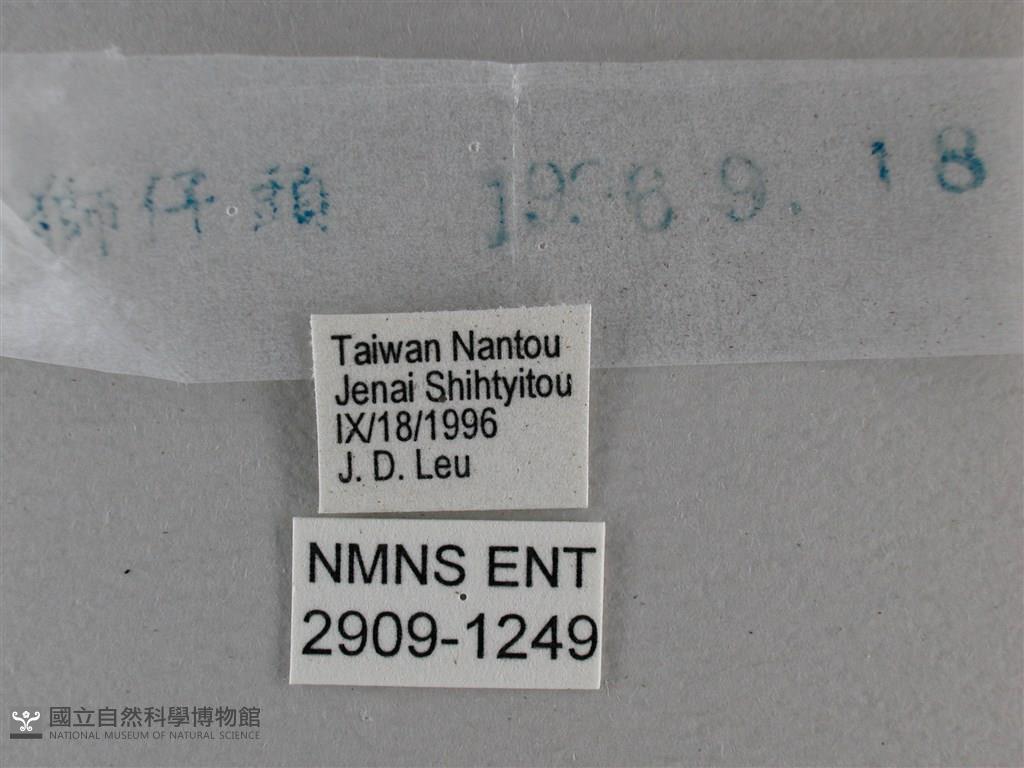 獅仔頭 1996 9. 18
Taiwan Nantou
Jenai Shihtyitou
IX/18/1996
J. D. Leu
NMNS ENT
2909-1249
國立自然科學博物館
NATIONAL MUSEUM OF NATURAL SCIENCE